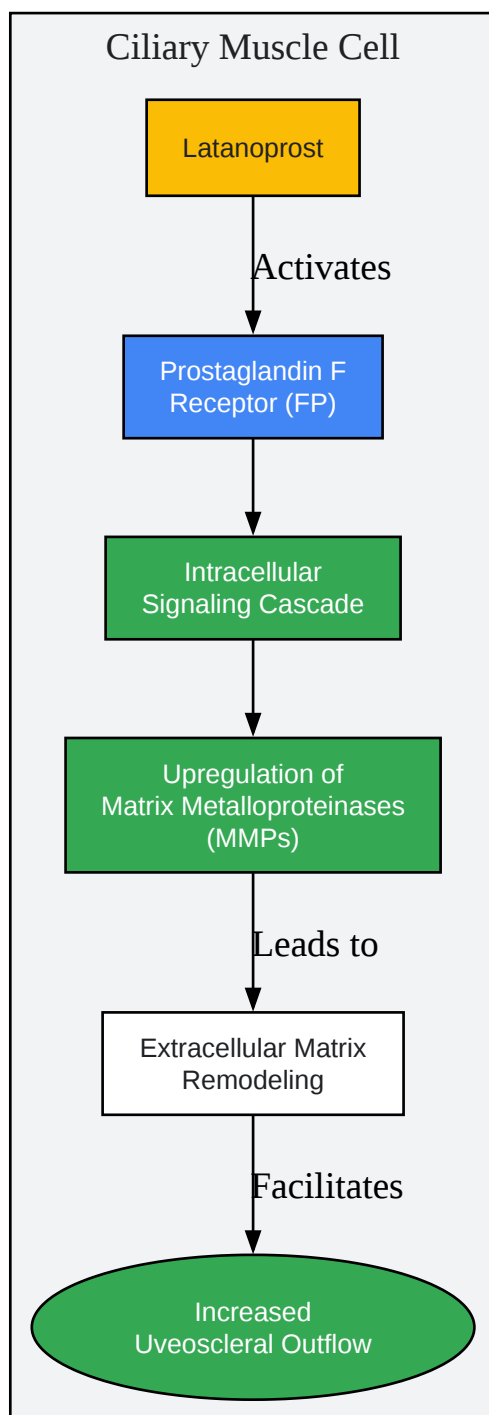 Ciliary Muscle Cell
Latanoprost
Activates
Prostaglandin F
Receptor (FP)
Intracellular
Signaling Cascade
Upregulation of
Matrix Metalloproteinases
(MMPs)
Leads to
Extracellular Matrix
Remodeling
Facilitates
Increased
Uveoscleral Outflow